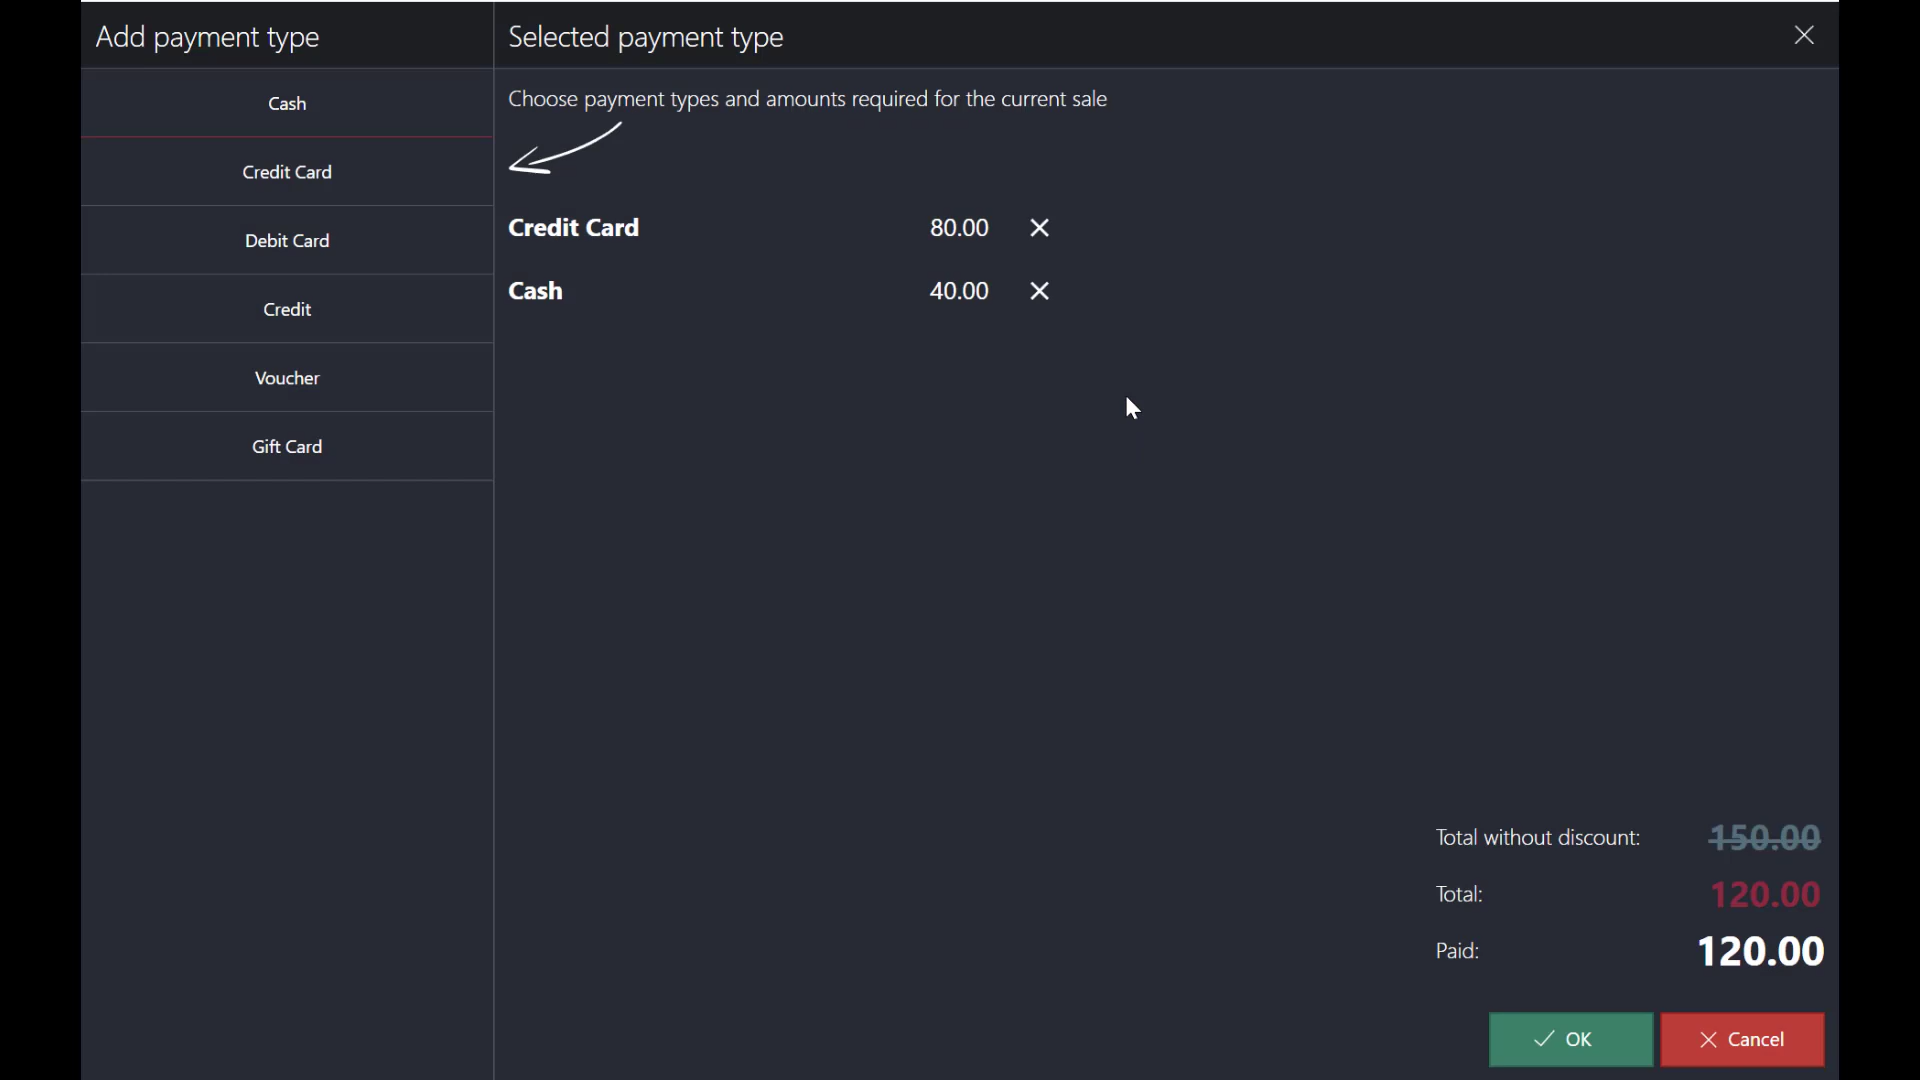 Add payment type
Selected payment type
Cash
Credit Card
Debit Card
Credit
Voucher
Gift Card
Choose payment types and amounts required for the current sale
Credit Card 80.00
Cash 40.00
Total without discount: 150.00
Total: 120.00
Paid: 120.00
OK
Cancel